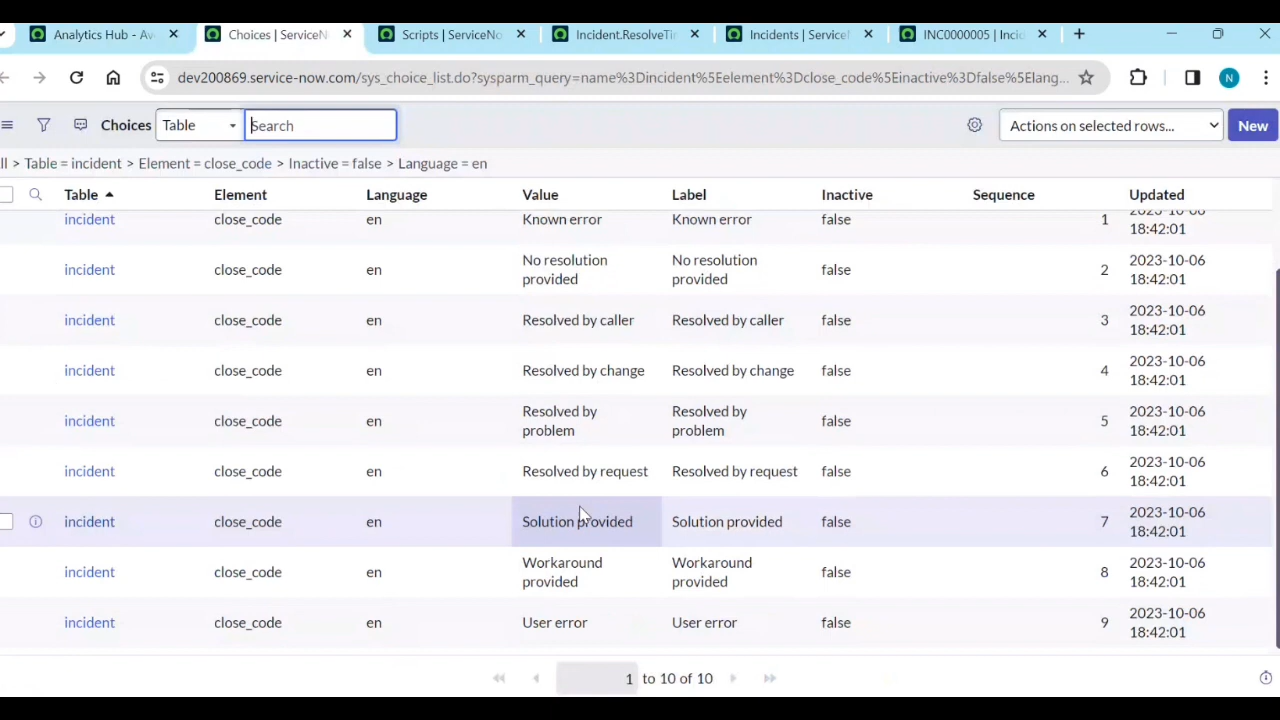 Analytics Hub - Aw
Choices | ServiceN
Scripts | ServiceNo
Incident.ResolveTir
Incidents | Servicef
INC0000005 | Incid
dev200869.service-now.com/sys_choice_list.do?sysparm_query=name%3Dincident%5Eelement%3Dclose_code%5Einactive%3Dfalse%5Elang...
N
Choices Table Search Actions on selected rows... New
ll > Table = incident > Element = close_code > Inactive = false > Language = en
Table Element Language Value Label Inactive Sequence Updated
incident close_code en Known error Known error false 1 2023-10-06
18:42:01
incident close_code en No resolution
provided No resolution
provided false 2 2023-10-06
18:42:01
incident close_code en Resolved by caller Resolved by caller false 3 2023-10-06
18:42:01
incident close_code en Resolved by change Resolved by change false 4 2023-10-06
18:42:01
incident close_code en Resolved by
problem Resolved by
problem false 5 2023-10-06
18:42:01
incident close_code en Resolved by request Resolved by request false 6 2023-10-06
18:42:01
incident close_code en Solution provided Solution provided false 7 2023-10-06
18:42:01
incident close_code en Workaround
provided Workaround
provided false 8 2023-10-06
18:42:01
incident close_code en User error User error false 9 2023-10-06
18:42:01
1 to 10 of 10